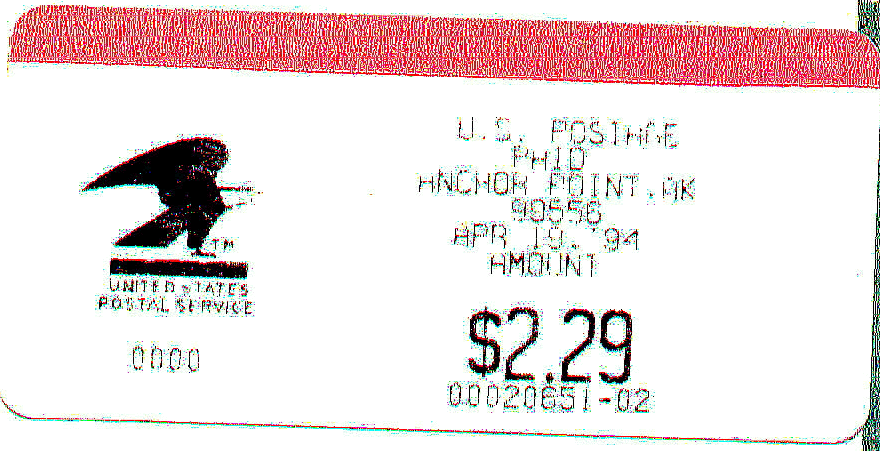 U.S. POSTAGE
PAID
ANCHOR POINT, AK
APR 19, '94
AMOUNT
TM
UNITED STATES
POSTAL SERVICE
$2.29
0000
00020651-02